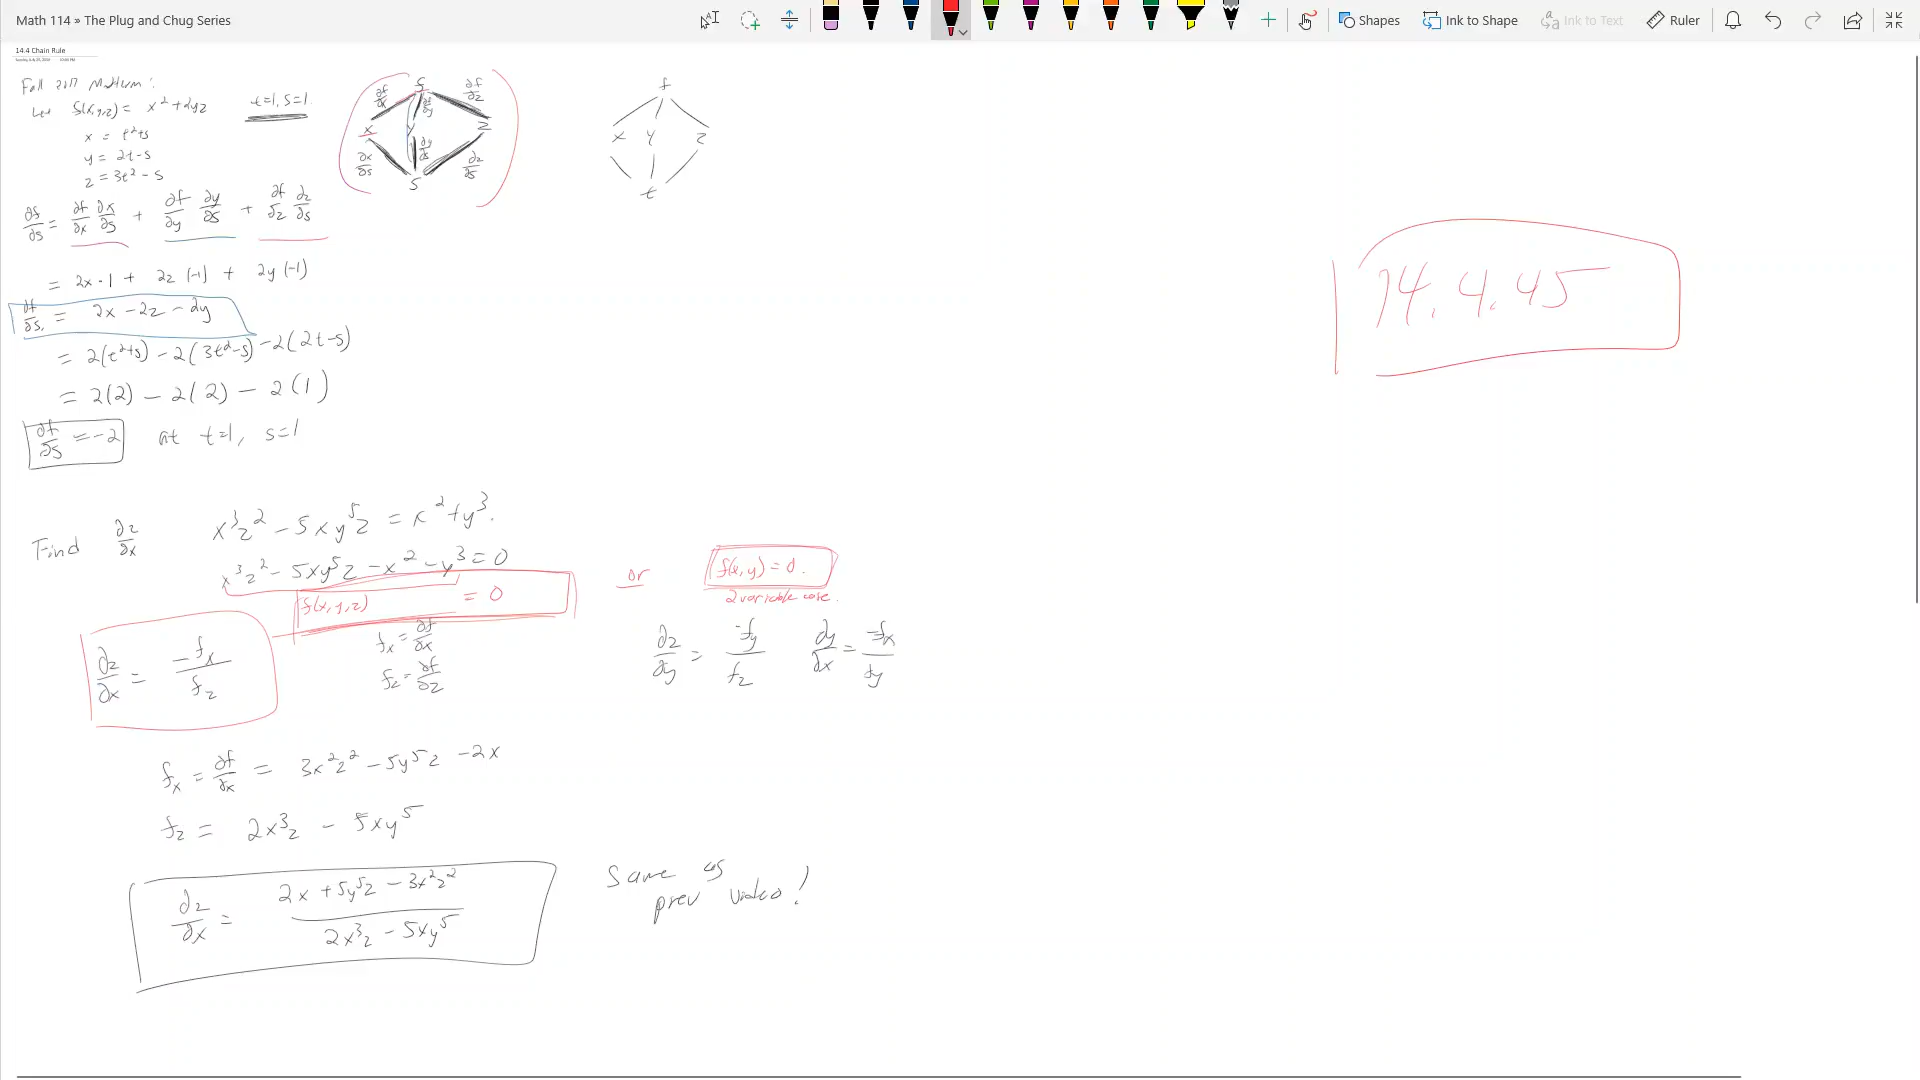 Math 114 » The Plug and Chug Series
Shapes
Ink to Shape
Ink to Text
Ruler
14.4 Chain Rule
Fall 2017 Midterm:
Let f(x,y,z) = x² + 2yz    t=1, s=1.
x = t²+s
y = 2t-s
z = 3t² - s
∂f/∂s = ∂f/∂x ∂x/∂s + ∂f/∂y ∂y/∂s + ∂f/∂z ∂z/∂s
= 2x·1 + 2z(-1) + 2y(-1)
∂f/∂s = 2x - 2z - 2y
= 2(t²+s) - 2(3t²-s) - 2(2t-s)
= 2(2) - 2(2) - 2(1)
∂f/∂s = -2 at t=1, s=1
f
∂f/∂x ∂f/∂y ∂f/∂z
x y z
∂x/∂s ∂y/∂s ∂z/∂s
s
f
x y z
t
14.4.45
Find ∂z/∂x    x³z² - 5xy⁵z = x² + y³.
x³z² - 5xy⁵z - x² - y³ = 0
f(x,y,z) = 0
or
f(x,y) = 0.
2 variable case.
∂z/∂x = -fx/fz
fx = ∂f/∂x
fz = ∂f/∂z
∂z/∂y = -fy/fz    dy/dx = -fx/fy
fx = ∂f/∂x = 3x²z² - 5y⁵z - 2x
fz = 2x³z - 5xy⁵
∂z/∂x = (2x + 5y⁵z - 3x²z²)/(2x³z - 5xy⁵)
Same as
prev video!